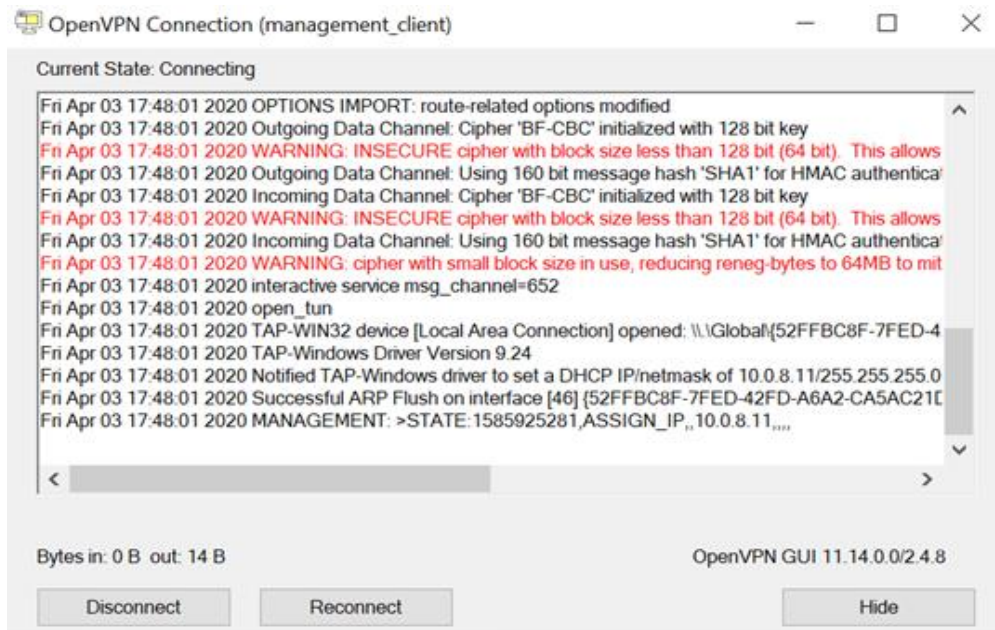 OpenVPN Connection (management_client)
Current State: Connecting
Fri Apr 03 17:48:01 2020 OPTIONS IMPORT: route-related options modified
Fri Apr 03 17:48:01 2020 Outgoing Data Channel: Cipher 'BF-CBC' initialized with 128 bit key
Fri Apr 03 17:48:01 2020 WARNING: INSECURE cipher with block size less than 128 bit (64 bit).  This allows
Fri Apr 03 17:48:01 2020 Outgoing Data Channel: Using 160 bit message hash 'SHA1' for HMAC authenticat
Fri Apr 03 17:48:01 2020 Incoming Data Channel: Cipher 'BF-CBC' initialized with 128 bit key
Fri Apr 03 17:48:01 2020 WARNING: INSECURE cipher with block size less than 128 bit (64 bit).  This allows
Fri Apr 03 17:48:01 2020 Incoming Data Channel: Using 160 bit message hash 'SHA1' for HMAC authenticat
Fri Apr 03 17:48:01 2020 WARNING: cipher with small block size in use, reducing reneg-bytes to 64MB to mit
Fri Apr 03 17:48:01 2020 interactive service msg_channel=652
Fri Apr 03 17:48:01 2020 open_tun
Fri Apr 03 17:48:01 2020 TAP-WIN32 device [Local Area Connection] opened: \\.\Global\{52FFBC8F-7FED-4
Fri Apr 03 17:48:01 2020 TAP-Windows Driver Version 9.24
Fri Apr 03 17:48:01 2020 Notified TAP-Windows driver to set a DHCP IP/netmask of 10.0.8.11/255.255.255.0
Fri Apr 03 17:48:01 2020 Successful ARP Flush on interface [46] {52FFBC8F-7FED-42FD-A6A2-CA5AC21D
Fri Apr 03 17:48:01 2020 MANAGEMENT: >STATE:1585925281,ASSIGN_IP,,10.0.8.11,,,,
Bytes in: 0 B out: 14 B
OpenVPN GUI 11.14.0.0/2.4.8
Disconnect
Reconnect
Hide